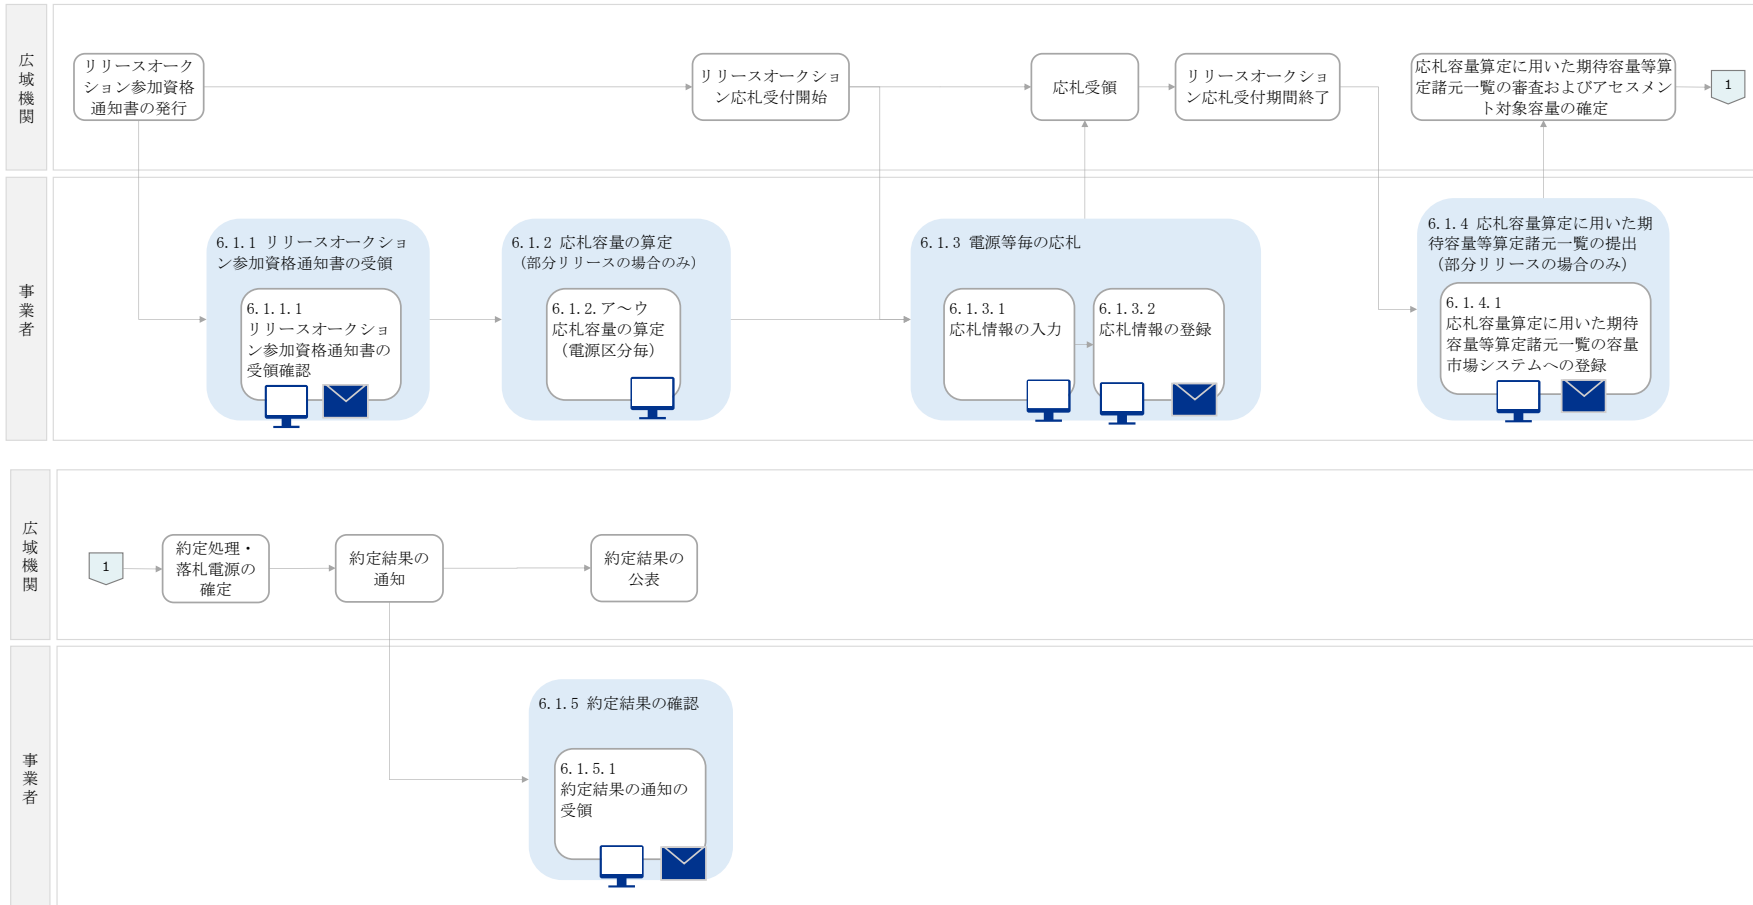 広域機関
リリースオーク
ション参加資格
通知書の発行
リリースオークショ
ン応札受付開始
応札受領
リリースオークショ
ン応札受付期間終了
応札容量算定に用いた期待容量等算
定諸元一覧の審査およびアセスメン
ト対象容量の確定
1
事業者
6.1.1 リリースオークショ
ン参加資格通知書の受領
6.1.1.1
リリースオークショ
ン参加資格通知書の
受領確認
6.1.2 応札容量の算定
(部分リリースの場合のみ)
6.1.2.ア～ウ
応札容量の算定
(電源区分毎)
6.1.3 電源等毎の応札
6.1.3.1
応札情報の入力
6.1.3.2
応札情報の登録
6.1.4 応札容量算定に用いた期
待容量等算定諸元一覧の提出
(部分リリースの場合のみ)
6.1.4.1
応札容量算定に用いた期待
容量等算定諸元一覧の容量
市場システムへの登録
広域機関
1
約定処理・
落札電源の
確定
約定結果の
通知
約定結果の
公表
事業者
6.1.5 約定結果の確認
6.1.5.1
約定結果の通知の
受領